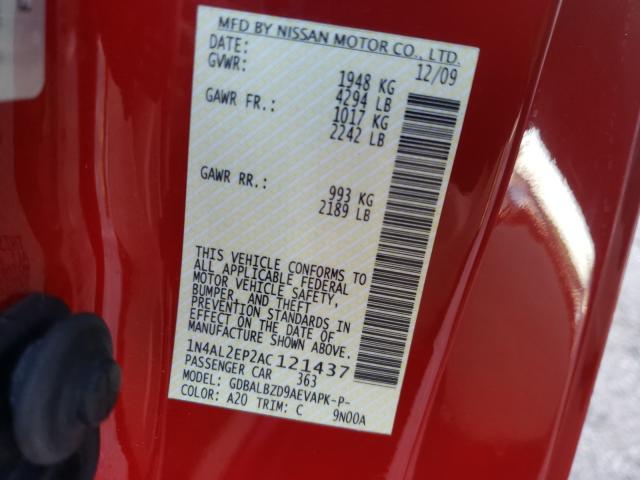 MFD BY NISSAN MOTOR CO., LTD.
DATE: 12/09
GVWR: 1948 KG
4294 LB
GAWR FR.: 1017 KG
2242 LB
GAWR RR.: 993 KG
2189 LB
THIS VEHICLE CONFORMS TO
ALL APPLICABLE FEDERAL
MOTOR VEHICLE SAFETY,
BUMPER, AND THEFT
PREVENTION STANDARDS IN
EFFECT ON THE DATE OF
MANUFACTURE SHOWN ABOVE.
1N4AL2EP2AC121437
PASSENGER CAR 363
MODEL: GDBALBZD9AEVAPK-P-
COLOR: A20 TRIM: C 9N00A